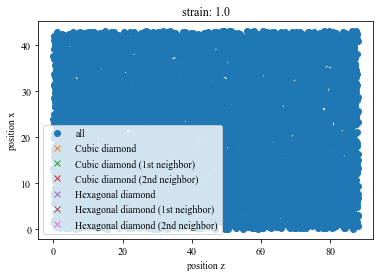 strain: 1.0
position x
40
30
20
10
0
all
Cubic diamond
Cubic diamond (1st neighbor)
Cubic diamond (2nd neighbor)
Hexagonal diamond
Hexagonal diamond (1st neighbor)
Hexagonal diamond (2nd neighbor)
0 20 40 60 80
position z